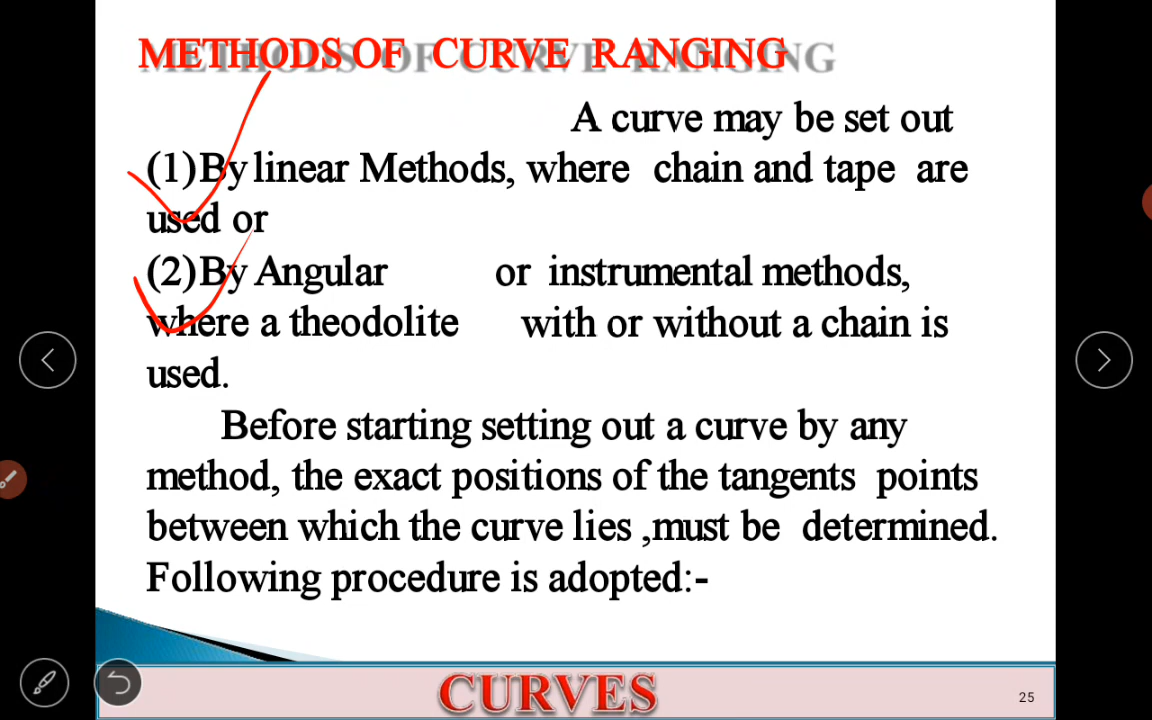 METHODS OF CURVE RANGING
A curve may be set out
(1)By linear Methods, where chain and tape are
used or
(2)By Angular or instrumental methods,
where a theodolite with or without a chain is
used.
Before starting setting out a curve by any
method, the exact positions of the tangents points
between which the curve lies ,must be determined.
Following procedure is adopted:-
CURVES
25